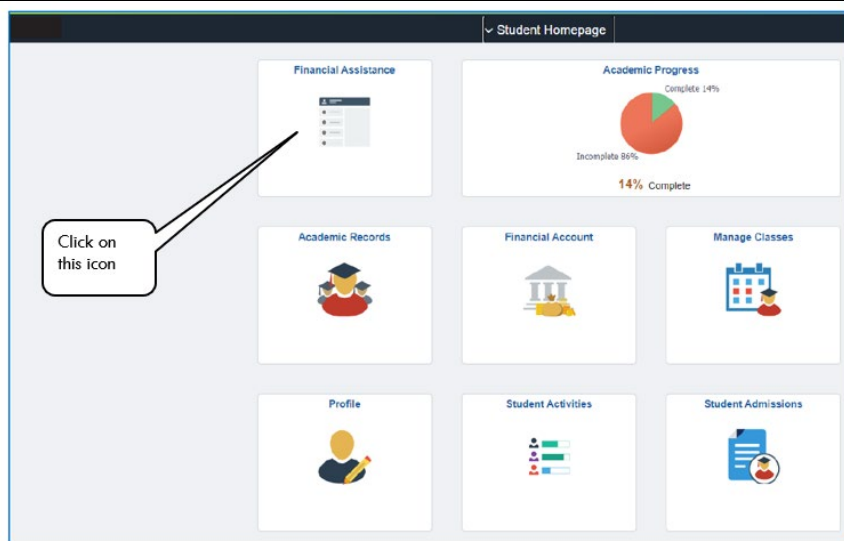 Student Homepage
Financial Assistance
Academic Progress
Complete 14%
Incomplete 86%
14% Complete
Click on
this icon
Academic Records
Financial Account
Manage Classes
Profile
Student Activities
Student Admissions